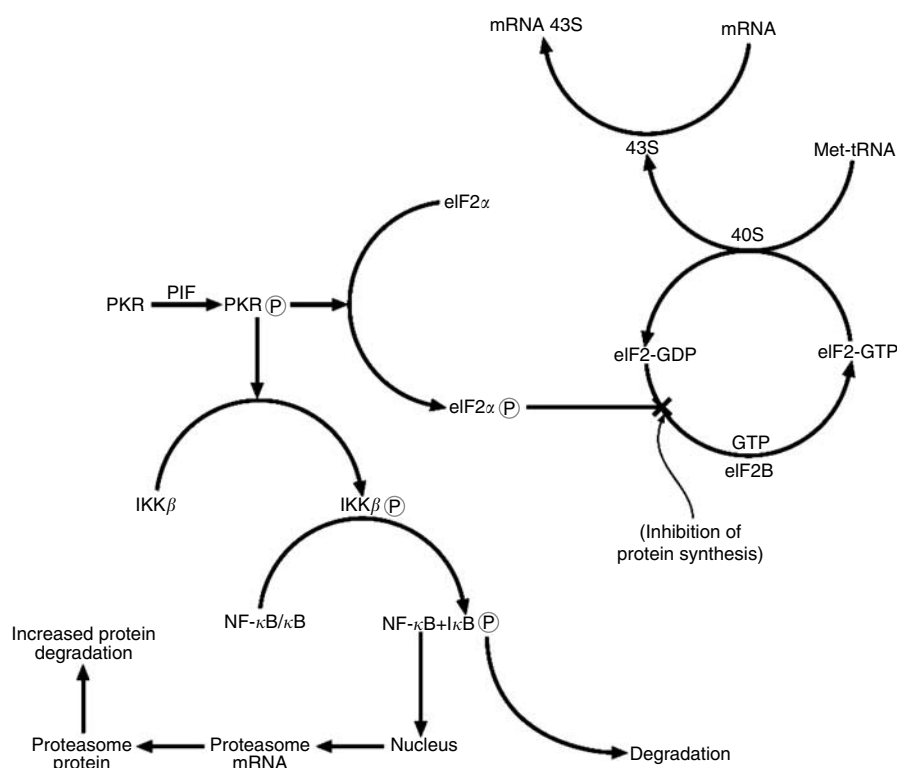 mRNA 43S
mRNA
43S
Met-tRNA
40S
eIF2α
PIF
PKR
PKR Ⓟ
eIF2-GDP
eIF2-GTP
eIF2α Ⓟ
GTP
eIF2B
IKKβ
IKKβ Ⓟ
(Inhibition of
protein synthesis)
NF-κB/κB
NF-κB+IκB Ⓟ
Increased protein
degradation
Proteasome
protein
Proteasome
mRNA
Nucleus
Degradation